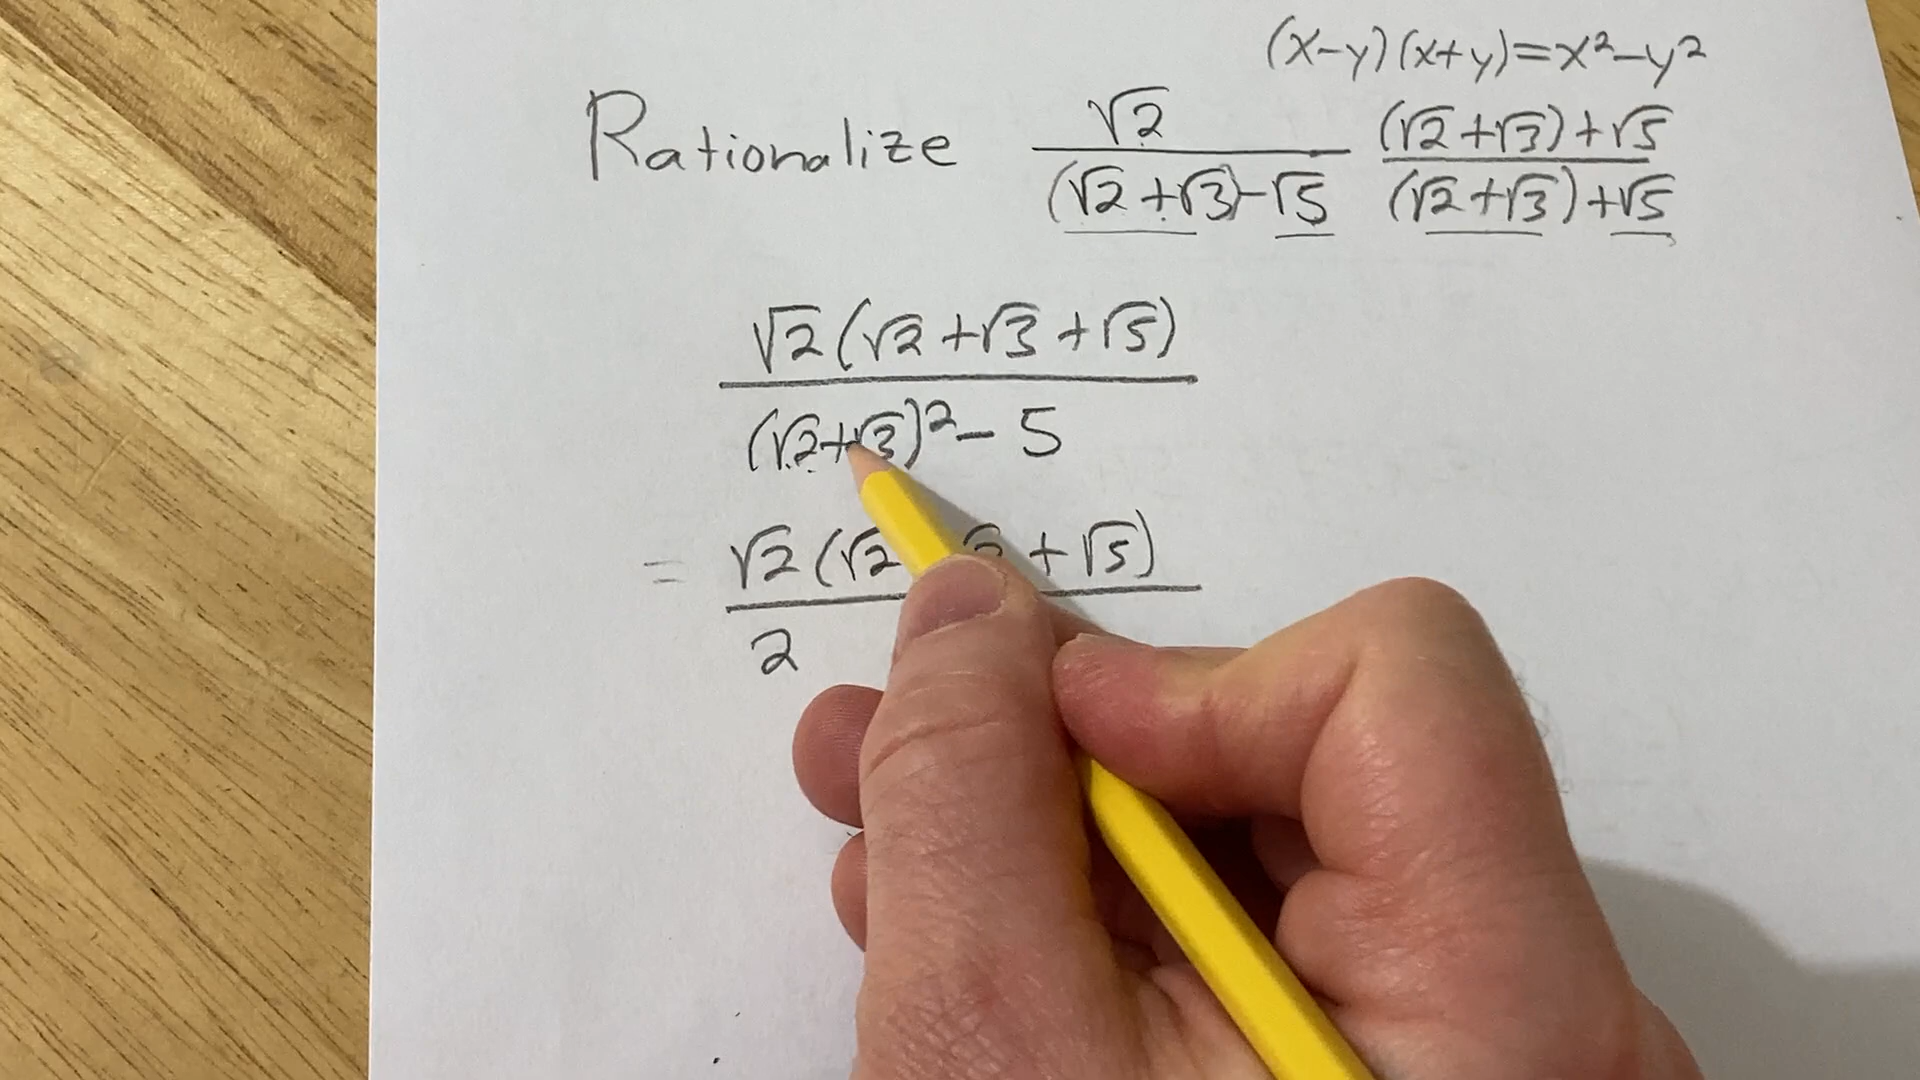 (x-y)(x+y)=x²-y²
Rationalize √2 / ((√2+√3)-√5) ((√2+√3)+√5) / ((√2+√3)+√5)
√2(√2+√3+√5)
(√2+√3)²-5
= √2(√2 + √5)
2